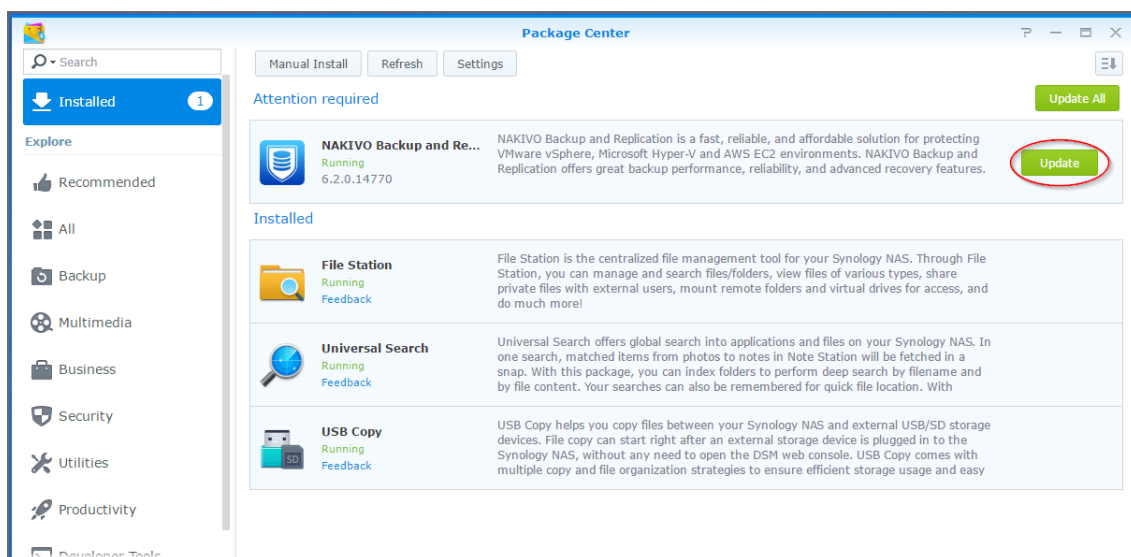 Package Center
Search
Manual Install Refresh Settings
Installed 1
Attention required
Update All
Explore
Recommended
All
Backup
Multimedia
Business
Security
Utilities
Productivity
Developer Tools
NAKIVO Backup and Re...
Running
6.2.0.14770
NAKIVO Backup and Replication is a fast, reliable, and affordable solution for protecting
VMware vSphere, Microsoft Hyper-V and AWS EC2 environments. NAKIVO Backup and
Replication offers great backup performance, reliability, and advanced recovery features.
Update
Installed
File Station
Running
Feedback
File Station is the centralized file management tool for your Synology NAS. Through File
Station, you can manage and search files/folders, view files of various types, share
private files with external users, mount remote folders and virtual drives for access, and
do much more!
Universal Search
Running
Feedback
Universal Search offers global search into applications and files on your Synology NAS. In
one search, matched items from photos to notes in Note Station will be fetched in a
snap. With this package, you can index folders to perform deep search by filename and
by file content. Your searches can also be remembered for quick file location. With
SD
USB Copy
Running
Feedback
USB Copy helps you copy files between your Synology NAS and external USB/SD storage
devices. File copy can start right after an external storage device is plugged in to the
Synology NAS, without any need to open the DSM web console. USB Copy comes with
multiple copy and file organization strategies to ensure efficient storage usage and easy